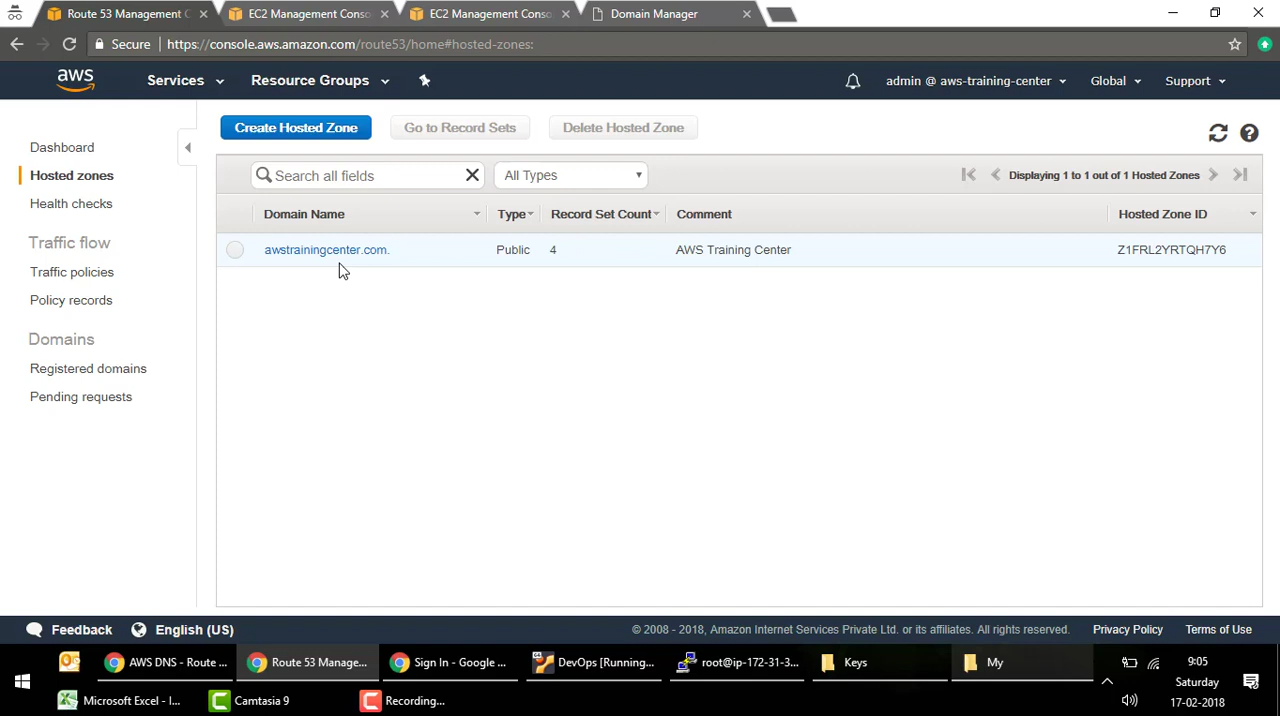 Route 53 Management C
EC2 Management Conso
EC2 Management Conso
Domain Manager
Secure
https://console.aws.amazon.com/route53/home#hosted-zones:
aws
Services
Resource Groups
admin @ aws-training-center
Global
Support
Dashboard
Hosted zones
Health checks
Traffic flow
Traffic policies
Policy records
Domains
Registered domains
Pending requests
Create Hosted Zone
Go to Record Sets
Delete Hosted Zone
Search all fields
All Types
Displaying 1 to 1 out of 1 Hosted Zones
Domain Name
Type
Record Set Count
Comment
Hosted Zone ID
awstrainingcenter.com.
Public
4
AWS Training Center
Z1FRL2YRTQH7Y6
Feedback
English (US)
© 2008 - 2018, Amazon Internet Services Private Ltd. or its affiliates. All rights reserved.
Privacy Policy
Terms of Use
AWS DNS - Route ...
Route 53 Manage...
Sign In - Google ...
DevOps [Running...
root@ip-172-31-3...
Keys
My
9:05
Saturday
17-02-2018
Microsoft Excel - I...
Camtasia 9
Recording...